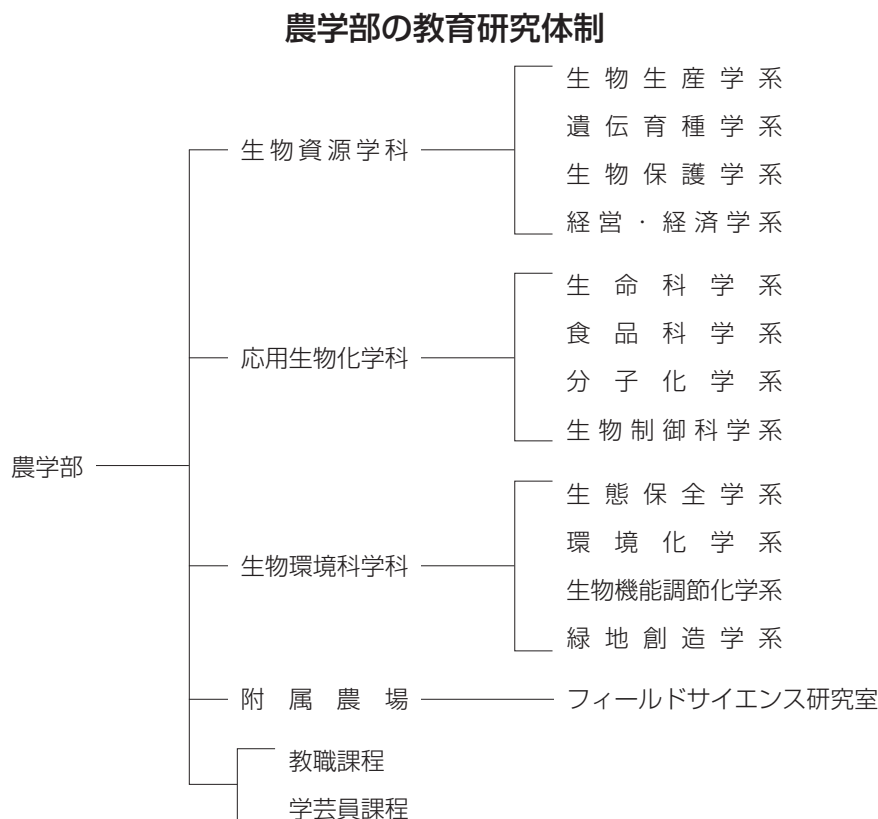 農学部の教育研究体制
生物生産学系
遺伝育種学系
生物資源学科
生物保護学系
経営・経済学系
生命科学系
食品科学系
応用生物化学科
分子化学系
生物制御科学系
農学部
生態保全学系
環境化学系
生物環境科学科
生物機能調節化学系
緑地創造学系
附属農場
フィールドサイエンス研究室
教職課程
学芸員課程